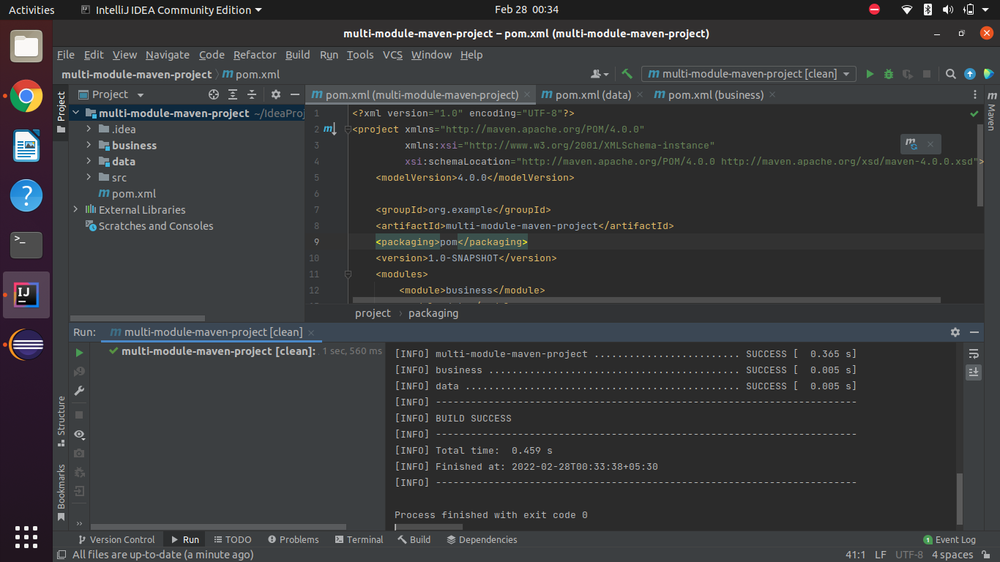 Activities IntelliJ IDEA Community Edition Feb 28 00:34
multi-module-maven-project – pom.xml (multi-module-maven-project)
File Edit View Navigate Code Refactor Build Run Tools VCS Window Help
multi-module-maven-project pom.xml multi-module-maven-project [clean]
Project
Project
pom.xml (multi-module-maven-project) pom.xml (data) pom.xml (business)
Maven
multi-module-maven-project ~/IdeaProj
.idea
business
data
src
pom.xml
External Libraries
Scratches and Consoles
1 <?xml version="1.0" encoding="UTF-8"?>
2 <project xmlns="http://maven.apache.org/POM/4.0.0"
3 xmlns:xsi="http://www.w3.org/2001/XMLSchema-instance"
4 xsi:schemaLocation="http://maven.apache.org/POM/4.0.0 http://maven.apache.org/xsd/maven-4.0.0.xsd">
5 <modelVersion>4.0.0</modelVersion>
6
7 <groupId>org.example</groupId>
8 <artifactId>multi-module-maven-project</artifactId>
9 <packaging>pom</packaging>
10 <version>1.0-SNAPSHOT</version>
11 <modules>
12 <module>business</module>
project › packaging
Run: multi-module-maven-project [clean]
multi-module-maven-project [clean]: 1 sec, 560 ms
[INFO] multi-module-maven-project ......................... SUCCESS [ 0.365 s]
[INFO] business ........................................... SUCCESS [ 0.005 s]
[INFO] data ............................................... SUCCESS [ 0.005 s]
[INFO] ------------------------------------------------------------------------
[INFO] BUILD SUCCESS
[INFO] ------------------------------------------------------------------------
[INFO] Total time: 0.459 s
[INFO] Finished at: 2022-02-28T00:33:38+05:30
[INFO] ------------------------------------------------------------------------
Process finished with exit code 0
Structure
Bookmarks
Version Control Run TODO Problems Terminal Build Dependencies 1 Event Log
All files are up-to-date (a minute ago) 41:1 LF UTF-8 4 spaces